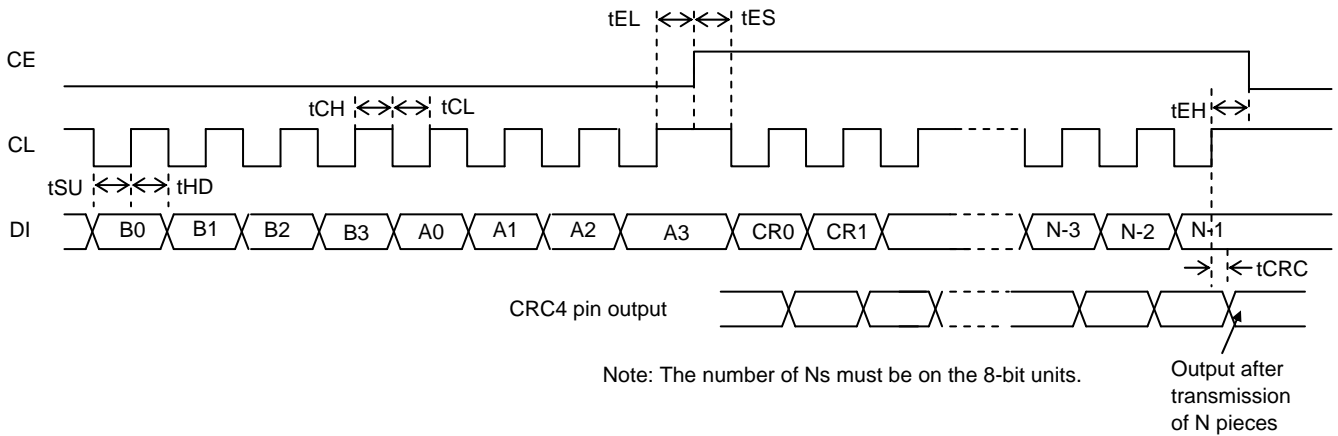 tEL tES
CE
tCH tCL tEH
CL
tSU tHD
DI B0 B1 B2 B3 A0 A1 A2 A3 CR0 CR1 N-3 N-2 N-1
tCRC
CRC4 pin output
Note: The number of Ns must be on the 8-bit units.
Output after
transmission
of N pieces